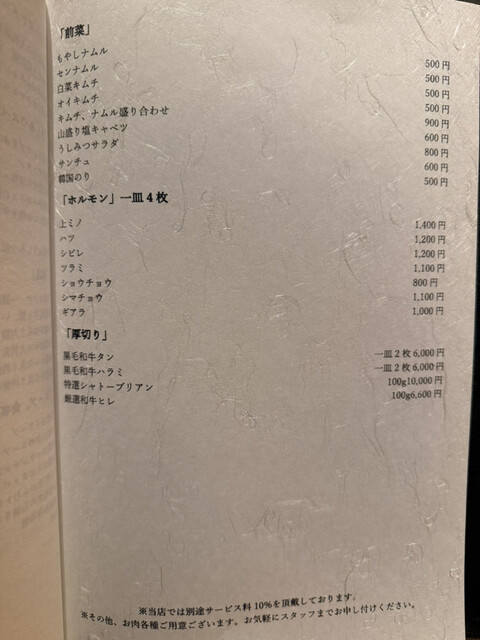 「前菜」
もやしナムル 500円
センナムル 500円
白菜キムチ 500円
オイキムチ 500円
キムチ、ナムル盛り合わせ 900円
山盛り塩キャベツ 600円
うしみつサラダ 800円
サンチュ 600円
韓国のり 500円
「ホルモン」一皿4枚
上ミノ 1,400円
ハツ 1,200円
シビレ 1,200円
ツラミ 1,100円
ショウチョウ 800円
シマチョウ 1,100円
ギアラ 1,000円
「厚切り」
黒毛和牛タン 一皿2枚6,000円
黒毛和牛ハラミ 一皿2枚6,000円
特選シャトーブリアン 100g10,000円
厳選和牛ヒレ 100g6,600円
※当店では別途サービス料10%を頂戴しております。
※その他、お肉各種ご用意ございます。お気軽にスタッフまでお申し付けください。